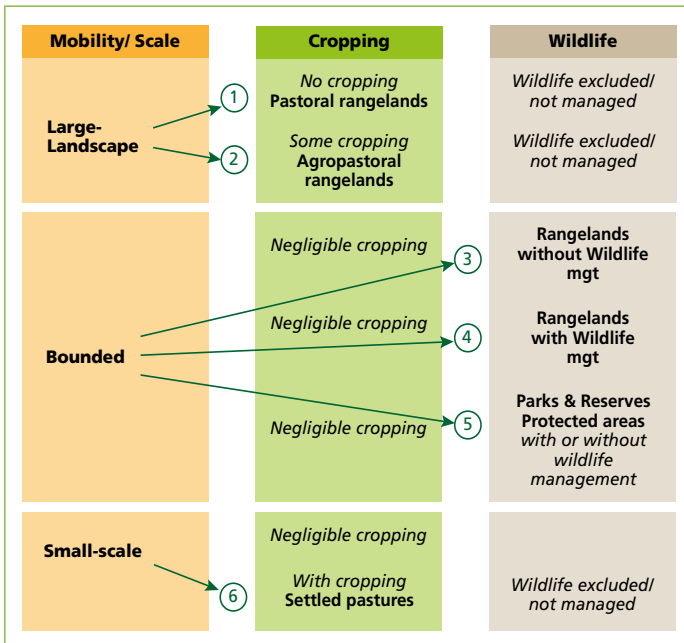 Mobility/ Scale
Cropping
Wildlife
Large-
Landscape
1
2
No cropping
Pastoral rangelands
Some cropping
Agropastoral
rangelands
Wildlife excluded/
not managed
Wildlife excluded/
not managed
Bounded
Negligible cropping
Negligible cropping
Negligible cropping
3
4
5
Rangelands
without Wildlife
mgt
Rangelands
with Wildlife
mgt
Parks & Reserves
Protected areas
with or without
wildlife
management
Small-scale
6
Negligible cropping
With cropping
Settled pastures
Wildlife excluded/
not managed